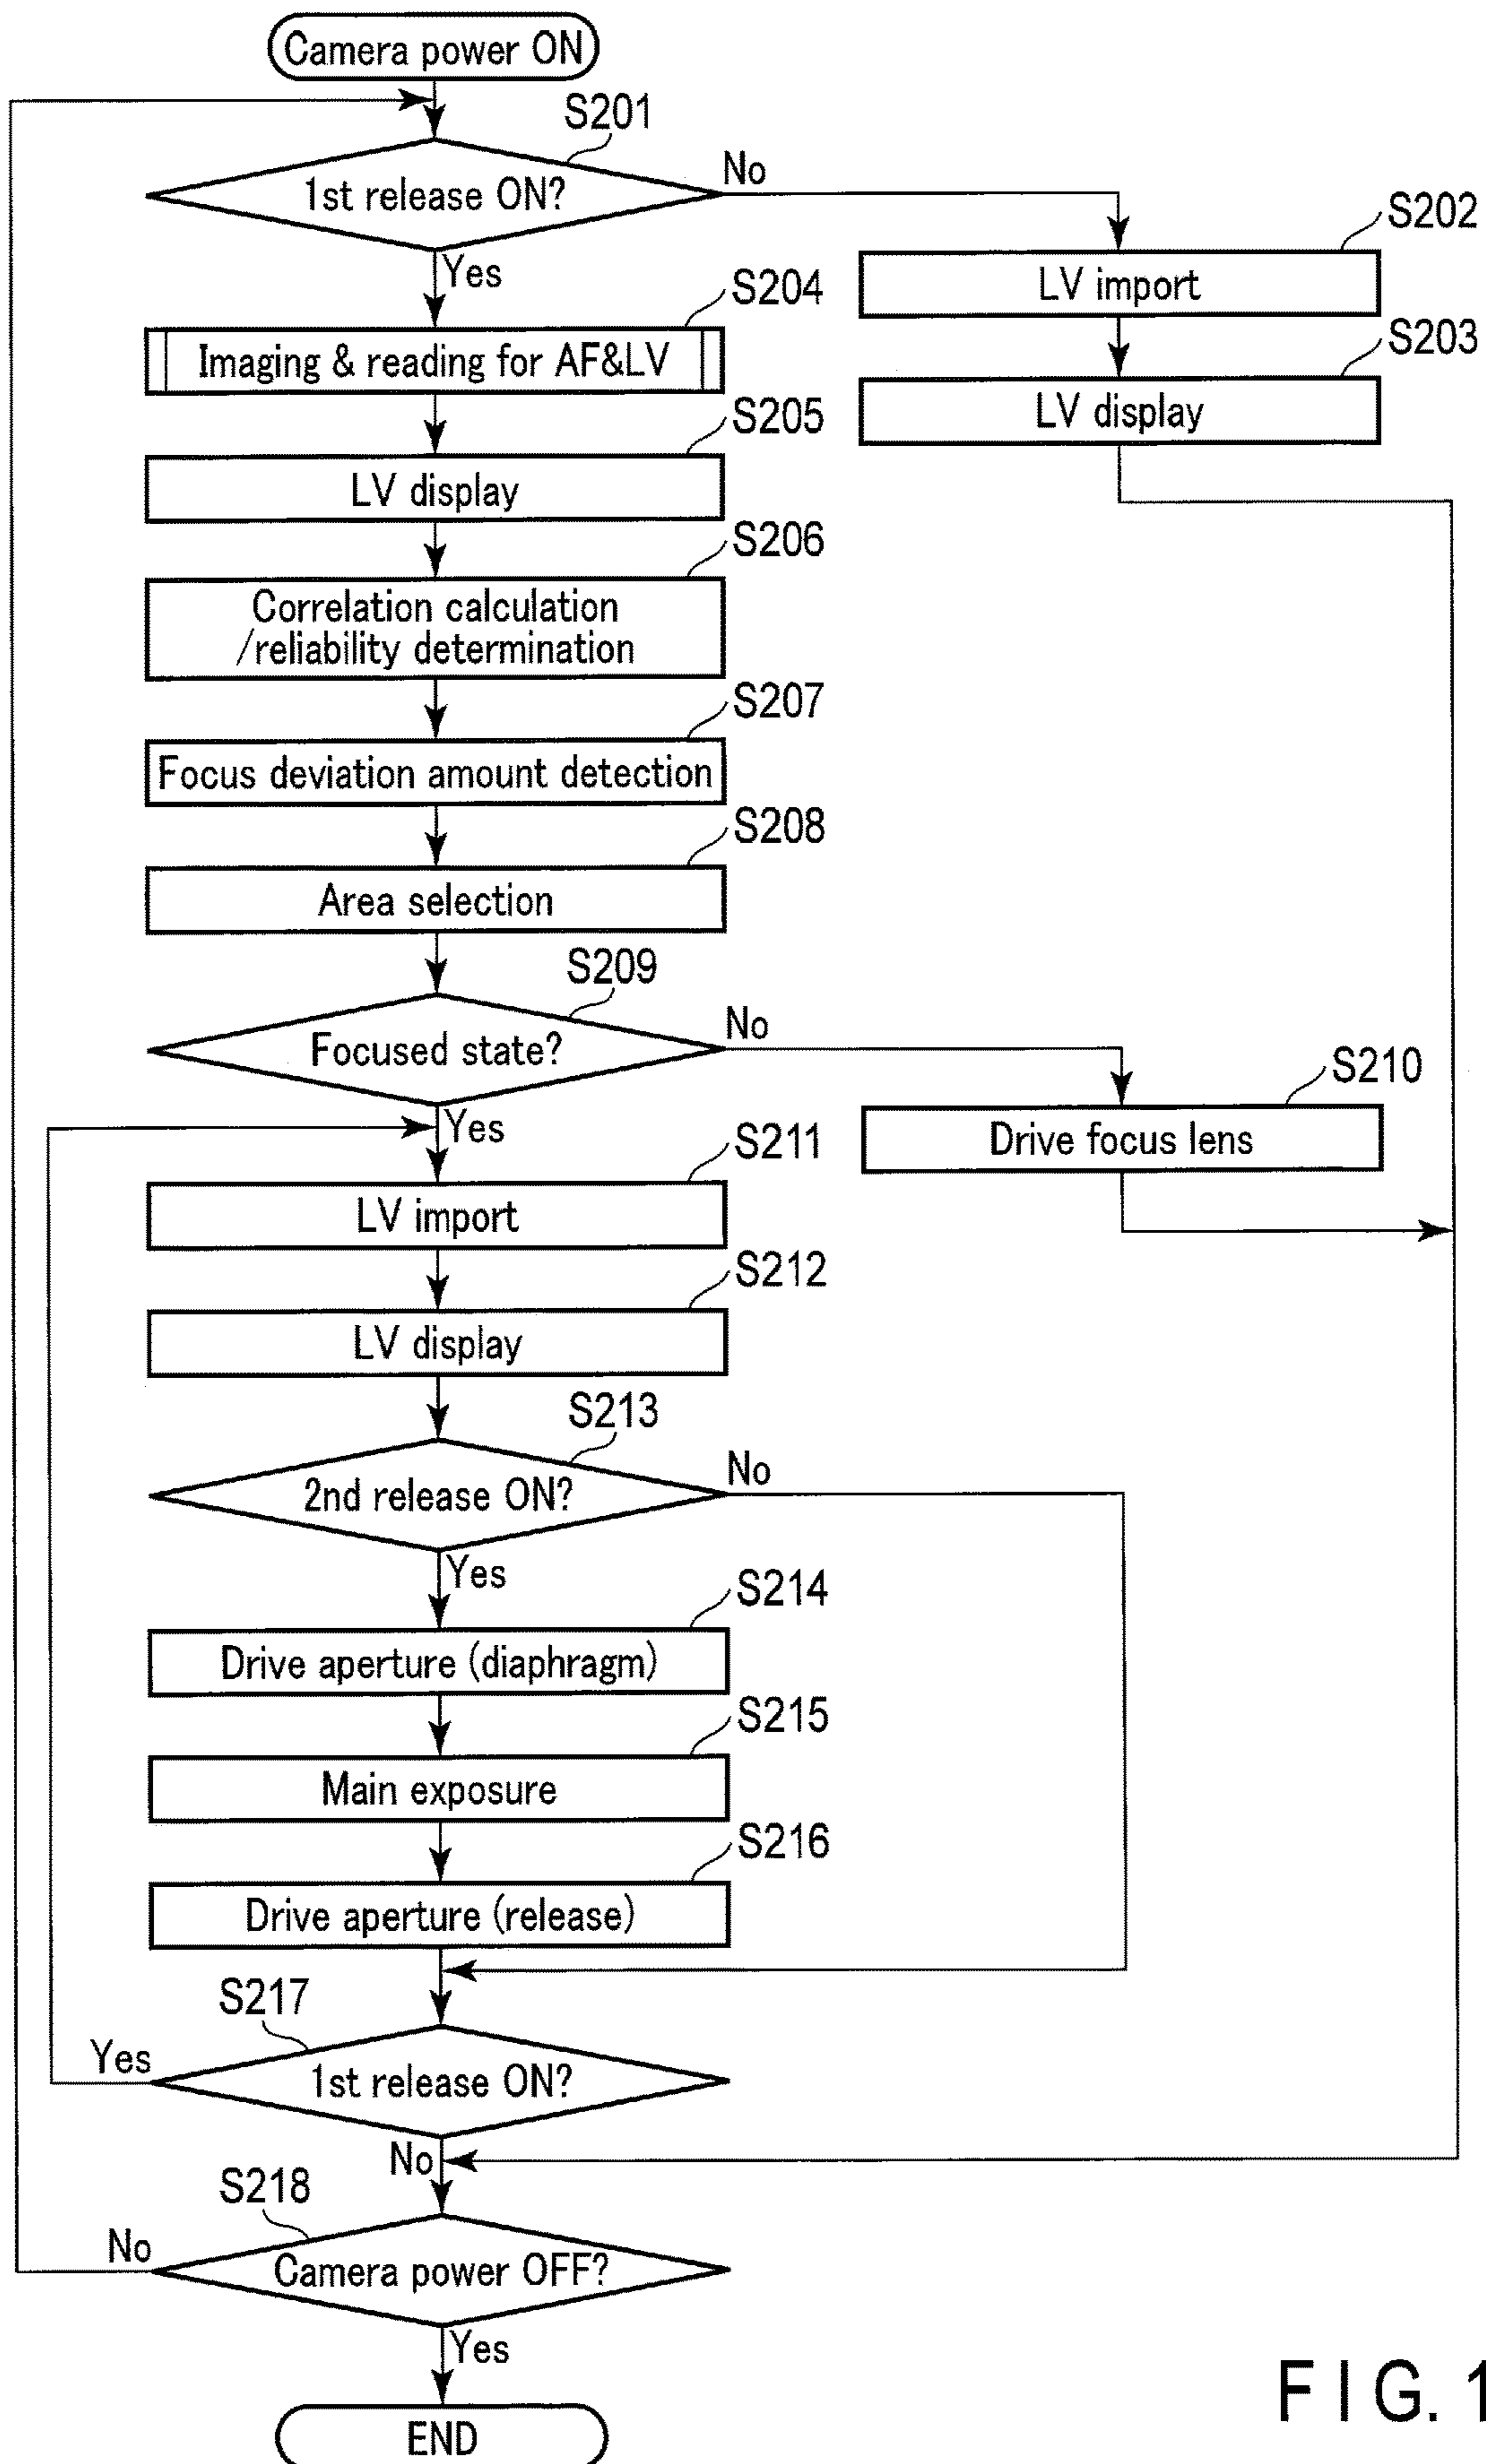 Camera power ON
S201
1st release ON?
No
Yes
S202
LV import
S203
LV display
S204
Imaging & reading for AF&LV
S205
LV display
S206
Correlation calculation
/reliability determination
S207
Focus deviation amount detection
S208
Area selection
S209
Focused state?
No
Yes
S210
Drive focus lens
S211
LV import
S212
LV display
S213
2nd release ON?
No
Yes
S214
Drive aperture (diaphragm)
S215
Main exposure
S216
Drive aperture (release)
S217
Yes
1st release ON?
No
S218
No
Camera power OFF?
Yes
END
FIG. 1